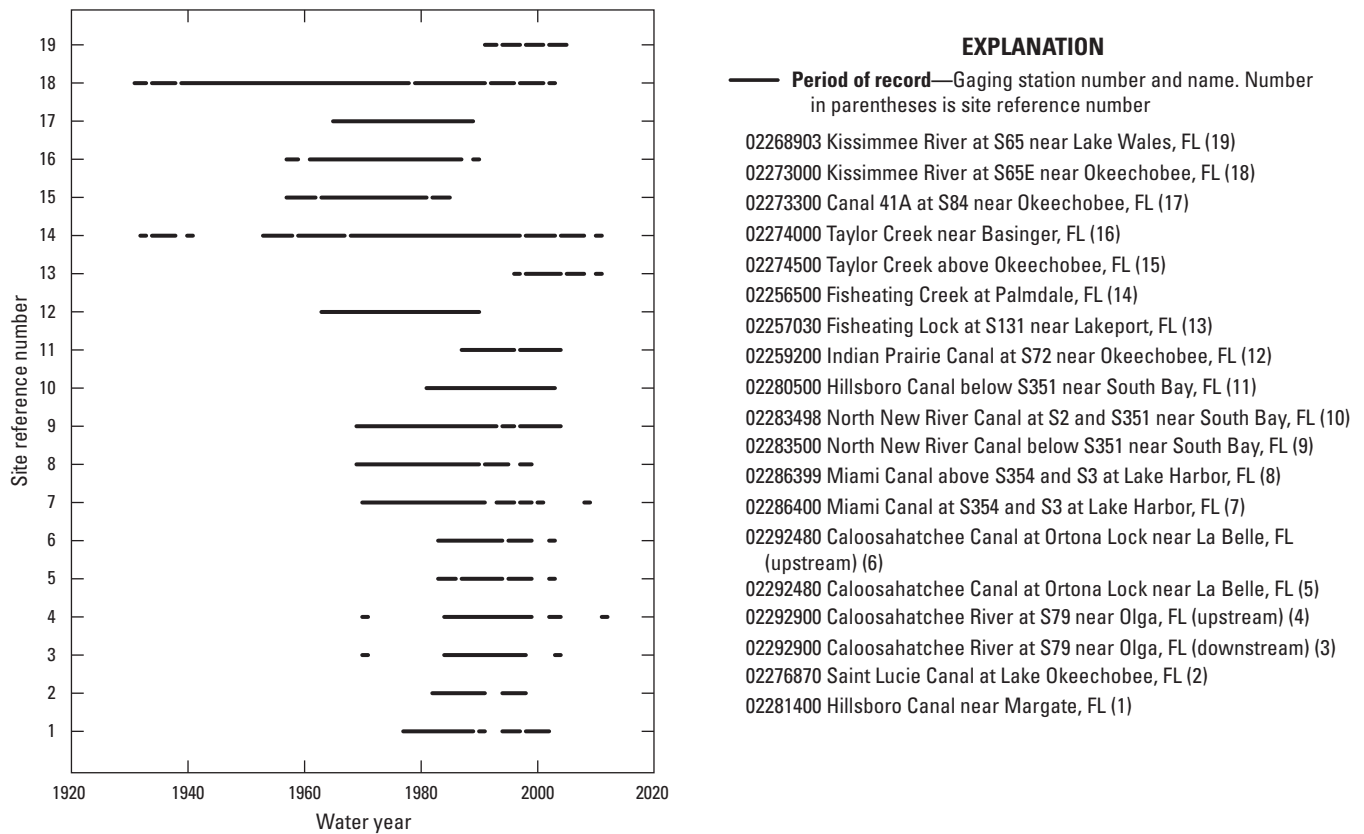 19
18
17
16
15
14
13
12
11
10
9
8
7
6
5
4
3
2
1
Site reference number
1920
1940
1960
1980
2000
2020
Water year
EXPLANATION
Period of record—Gaging station number and name. Number
in parentheses is site reference number
02268903 Kissimmee River at S65 near Lake Wales, FL (19)
02273000 Kissimmee River at S65E near Okeechobee, FL (18)
02273300 Canal 41A at S84 near Okeechobee, FL (17)
02274000 Taylor Creek near Basinger, FL (16)
02274500 Taylor Creek above Okeechobee, FL (15)
02256500 Fisheating Creek at Palmdale, FL (14)
02257030 Fisheating Lock at S131 near Lakeport, FL (13)
02259200 Indian Prairie Canal at S72 near Okeechobee, FL (12)
02280500 Hillsboro Canal below S351 near South Bay, FL (11)
02283498 North New River Canal at S2 and S351 near South Bay, FL (10)
02283500 North New River Canal below S351 near South Bay, FL (9)
02286399 Miami Canal above S354 and S3 at Lake Harbor, FL (8)
02286400 Miami Canal at S354 and S3 at Lake Harbor, FL (7)
02292480 Caloosahatchee Canal at Ortona Lock near La Belle, FL
(upstream) (6)
02292480 Caloosahatchee Canal at Ortona Lock near La Belle, FL (5)
02292900 Caloosahatchee River at S79 near Olga, FL (upstream) (4)
02292900 Caloosahatchee River at S79 near Olga, FL (downstream) (3)
02276870 Saint Lucie Canal at Lake Okeechobee, FL (2)
02281400 Hillsboro Canal near Margate, FL (1)